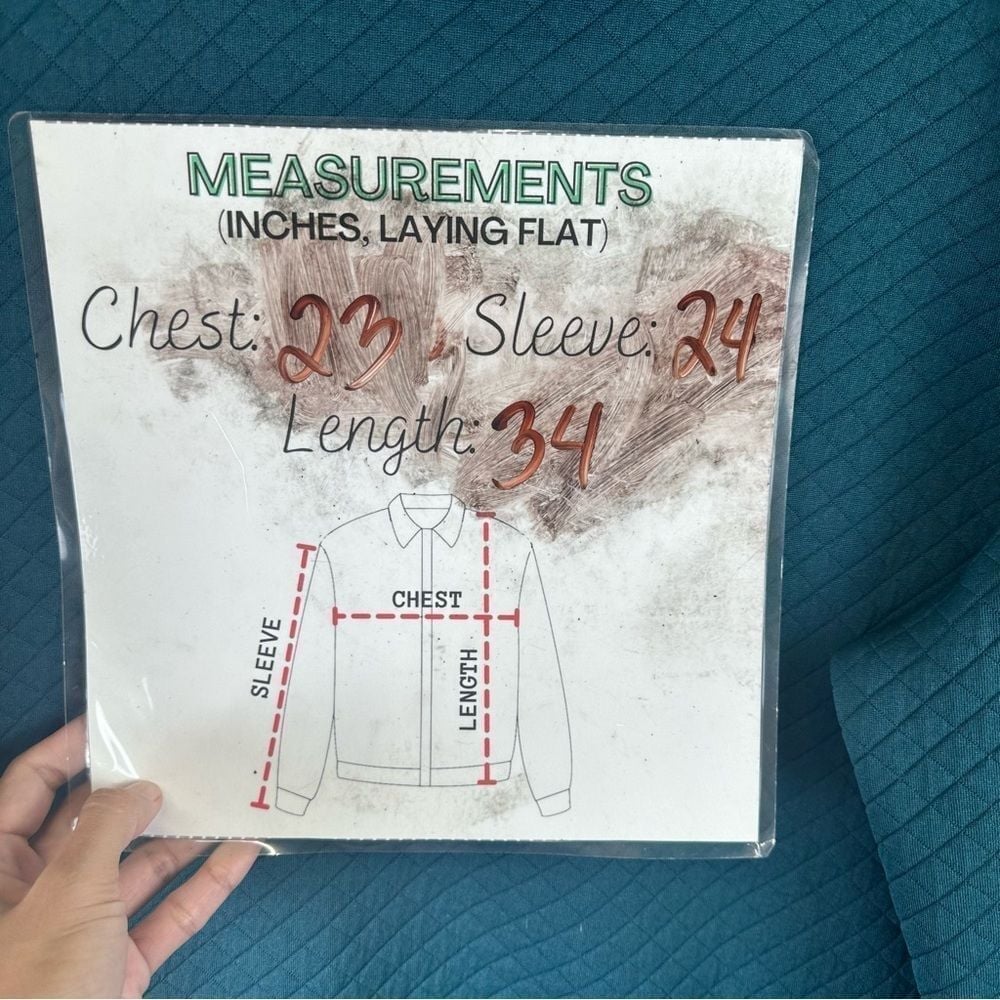 MEASUREMENTS
(INCHES, LAYING FLAT)
Chest: 23 Sleeve: 24
Length: 34
CHEST
SLEEVE
LENGTH